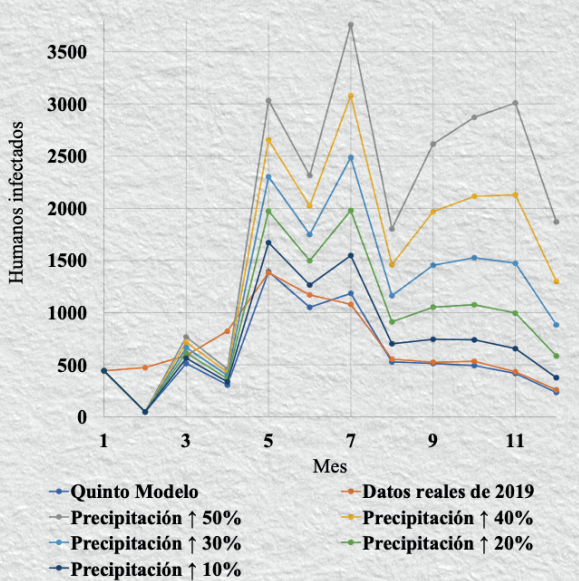 Humanos infectados
3500
3000
2500
2000
1500
1000
500
0
1 3 5 7 9 11
Mes
Quinto Modelo Datos reales de 2019
Precipitación ↑ 50% Precipitación ↑ 40%
Precipitación ↑ 30% Precipitación ↑ 20%
Precipitación ↑ 10%